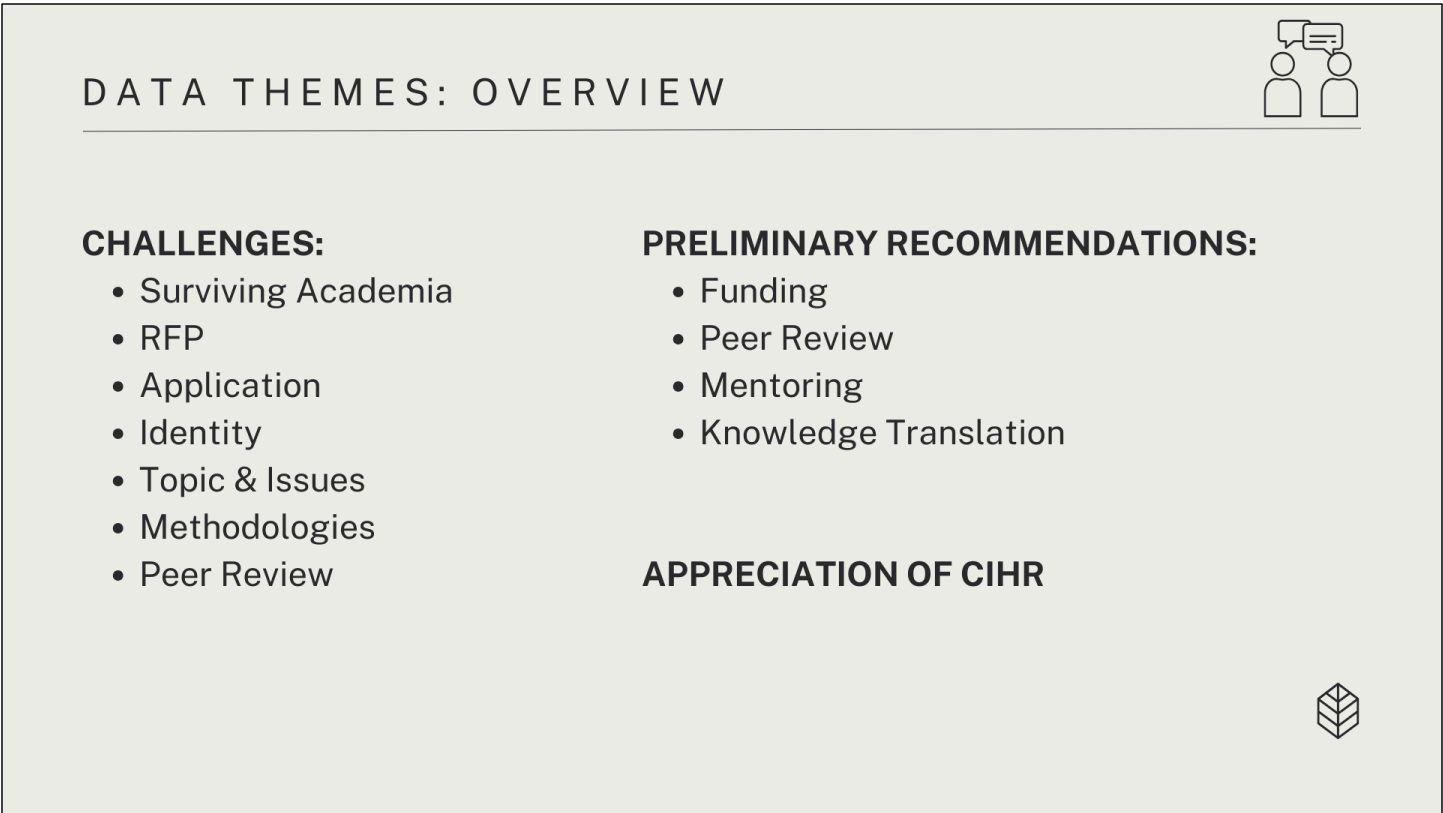 DATA THEMES: OVERVIEW
CHALLENGES:
• Surviving Academia
• RFP
• Application
• Identity
• Topic & Issues
• Methodologies
• Peer Review
PRELIMINARY RECOMMENDATIONS:
• Funding
• Peer Review
• Mentoring
• Knowledge Translation
APPRECIATION OF CIHR